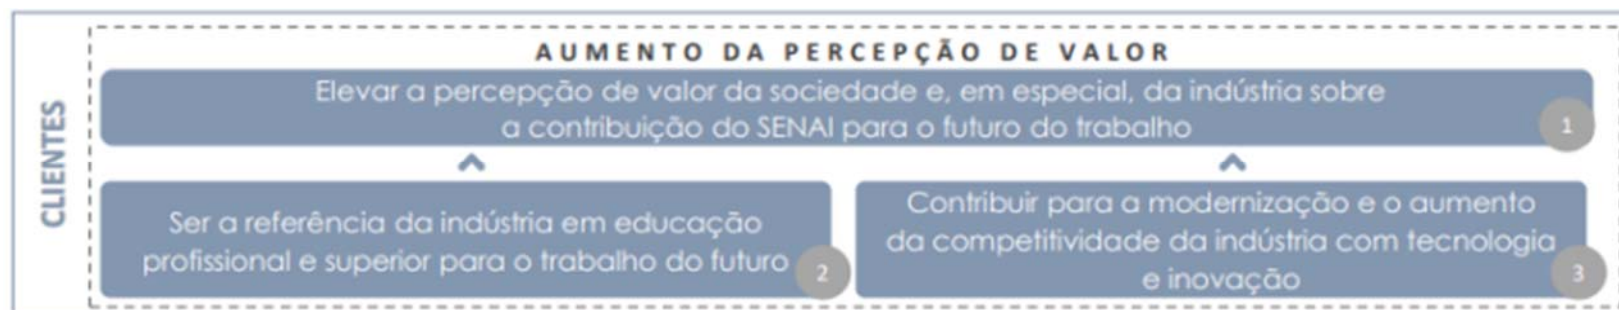 CLIENTES
AUMENTO DA PERCEPÇÃO DE VALOR
Elevar a percepção de valor da sociedade e, em especial, da indústria sobre
a contribuição do SENAI para o futuro do trabalho
1
Ser a referência da indústria em educação
profissional e superior para o trabalho do futuro
2
Contribuir para a modernização e o aumento
da competitividade da indústria com tecnologia
e inovação
3